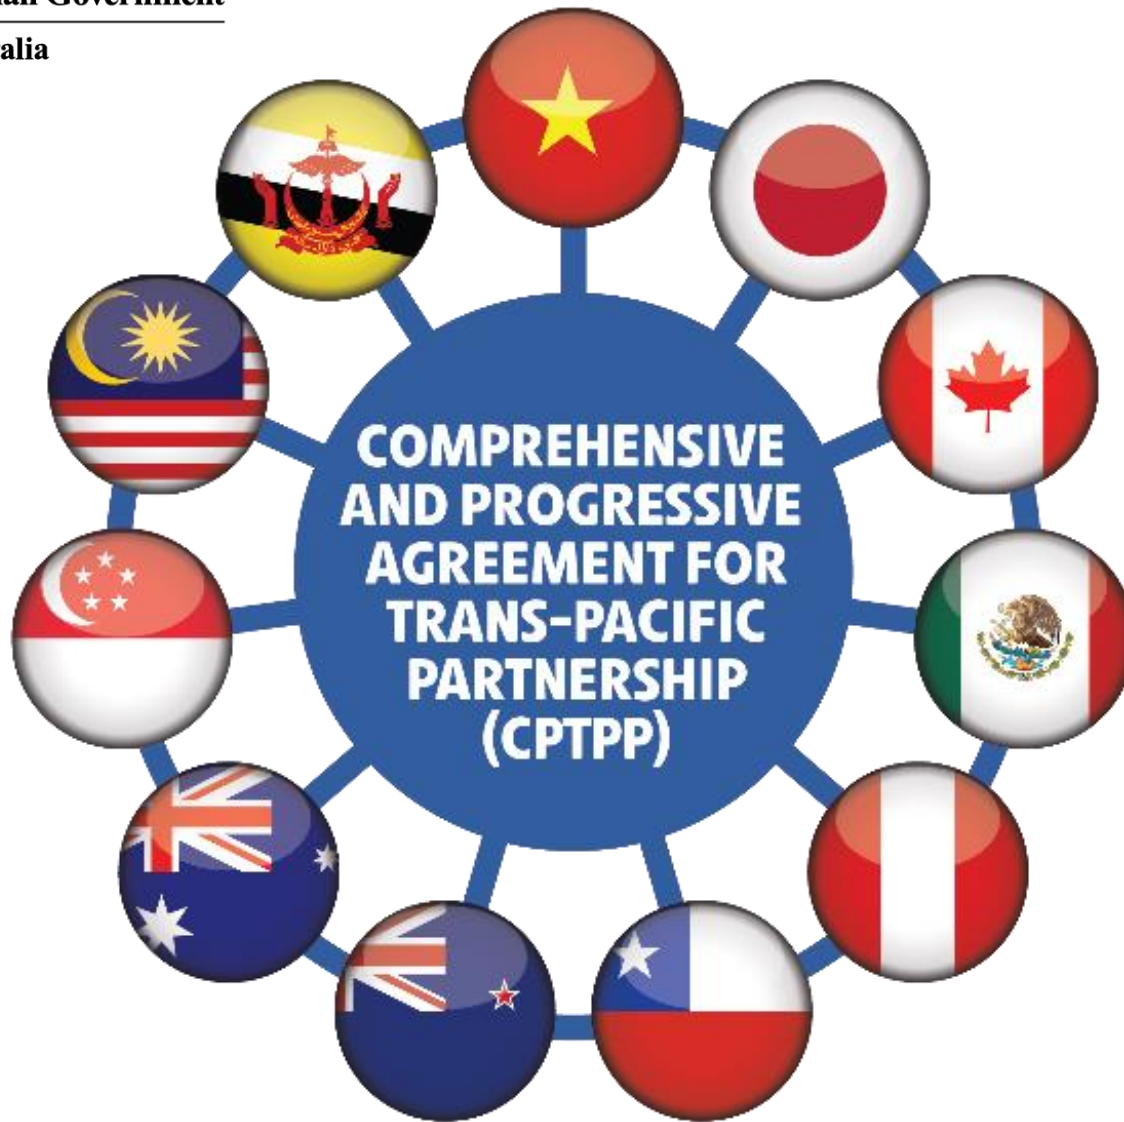 alia
COMPREHENSIVE
AND PROGRESSIVE
AGREEMENT FOR
TRANS-PACIFIC
PARTNERSHIP
(CPTPP)